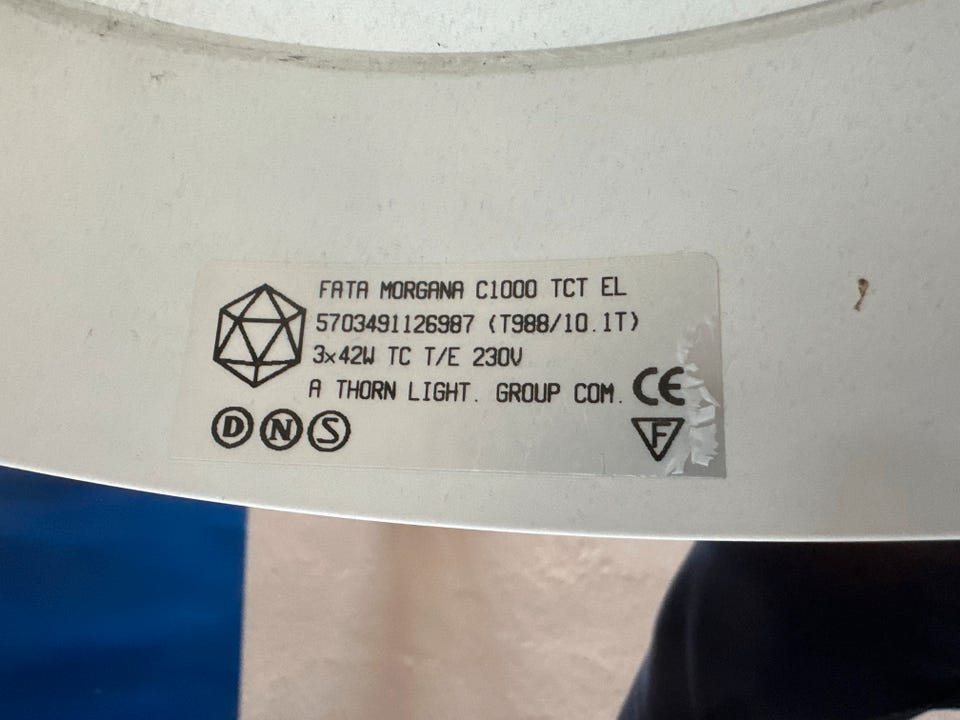 FATA MORGANA C1000 TCT EL
5703491126987 (T988/10.1T)
3x42W TC T/E 230V
A THORN LIGHT. GROUP COM. CE
D N S F